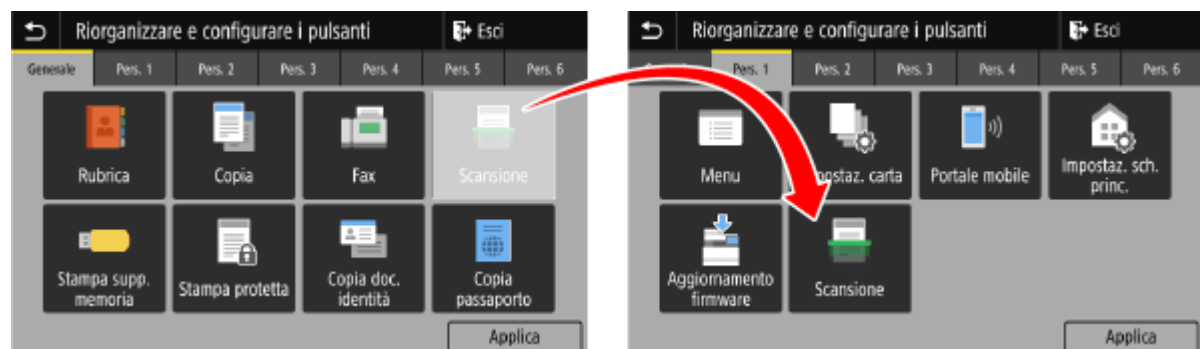 Riorganizzare e configurare i pulsanti
Esci
Generale
Pers. 1
Pers. 2
Pers. 3
Pers. 4
Pers. 5
Pers. 6
Rubrica
Copia
Fax
Scansione
Stampa supp.
memoria
Stampa protetta
Copia doc.
identità
Copia
passaporto
Applica
Riorganizzare e configurare i pulsanti
Esci
Pers. 1
Pers. 2
Pers. 3
Pers. 4
Pers. 5
Pers. 6
Menu
carta
Portale mobile
Impostaz. sch.
princ.
Aggiornamento
firmware
Scansione
Applica